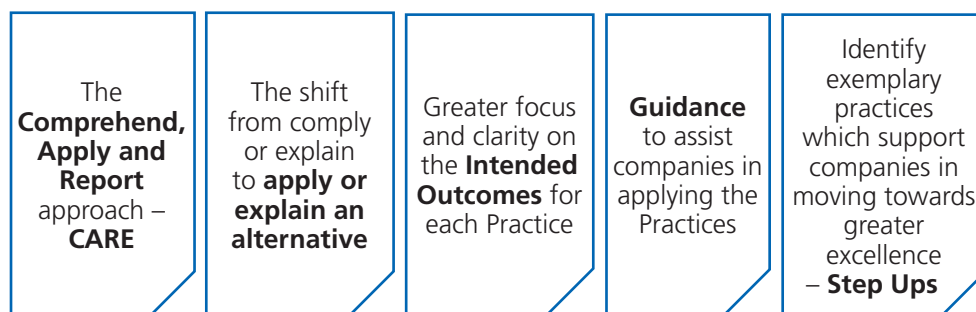 The
Comprehend,
Apply and
Report
approach –
CARE
The shift
from comply
or explain
to apply or
explain an
alternative
Greater focus
and clarity on
the Intended
Outcomes for
each Practice
Guidance
to assist
companies in
applying the
Practices
Identify
exemplary
practices
which support
companies in
moving towards
greater
excellence
– Step Ups